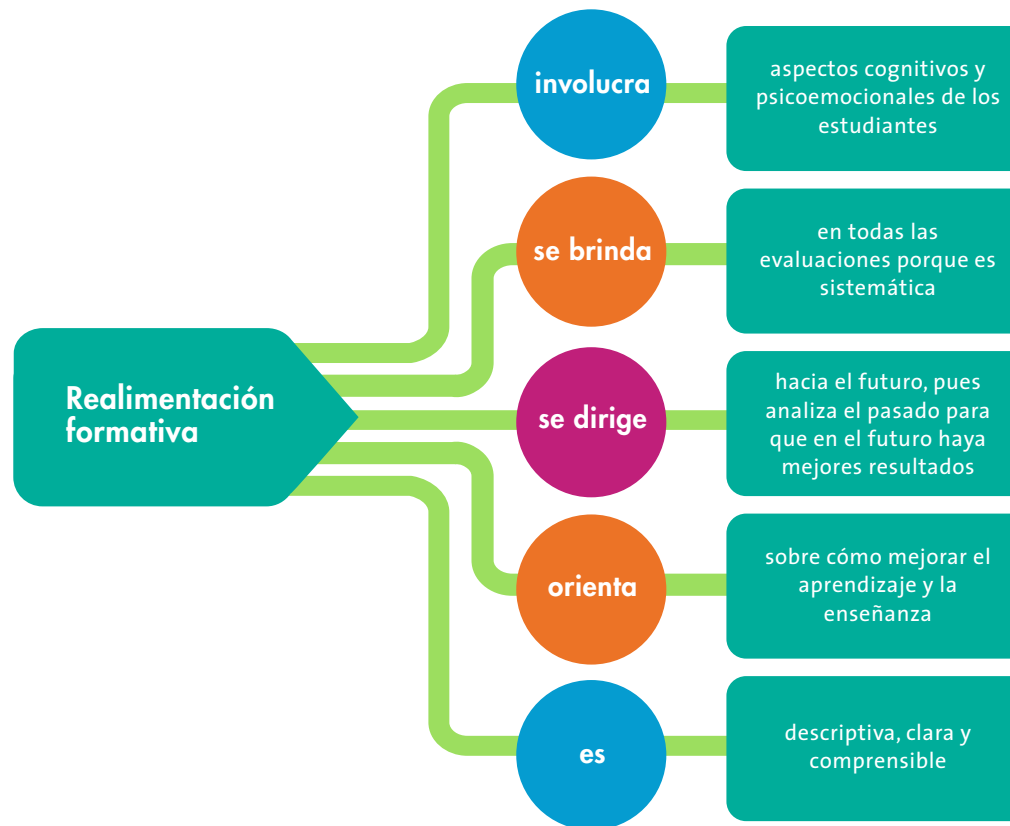 Realimentación
formativa
involucra
aspectos cognitivos y
psicoemocionales de los
estudiantes
se brinda
en todas las
evaluaciones porque es
sistemática
se dirige
hacia el futuro, pues
analiza el pasado para
que en el futuro haya
mejores resultados
orienta
sobre cómo mejorar el
aprendizaje y la
enseñanza
es
descriptiva, clara y
comprensible